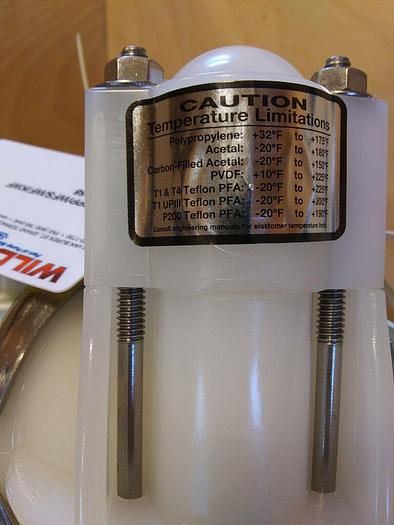 CAUTION
Temperature Limitations
Polypropylene: +32°F to +175°F
Acetal: -20°F to +180°F
Carbon-Filled Acetal: -20°F to +150°F
PVDF: +10°F to +225°F
T1 & T4 Teflon PFA: -20°F to +225°F
T1 UPIII Teflon PFA: -20°F to +300°F
P200 Teflon PFA: -20°F to +190°F
Consult engineering manuals for elastomer temperature limits.
WILD